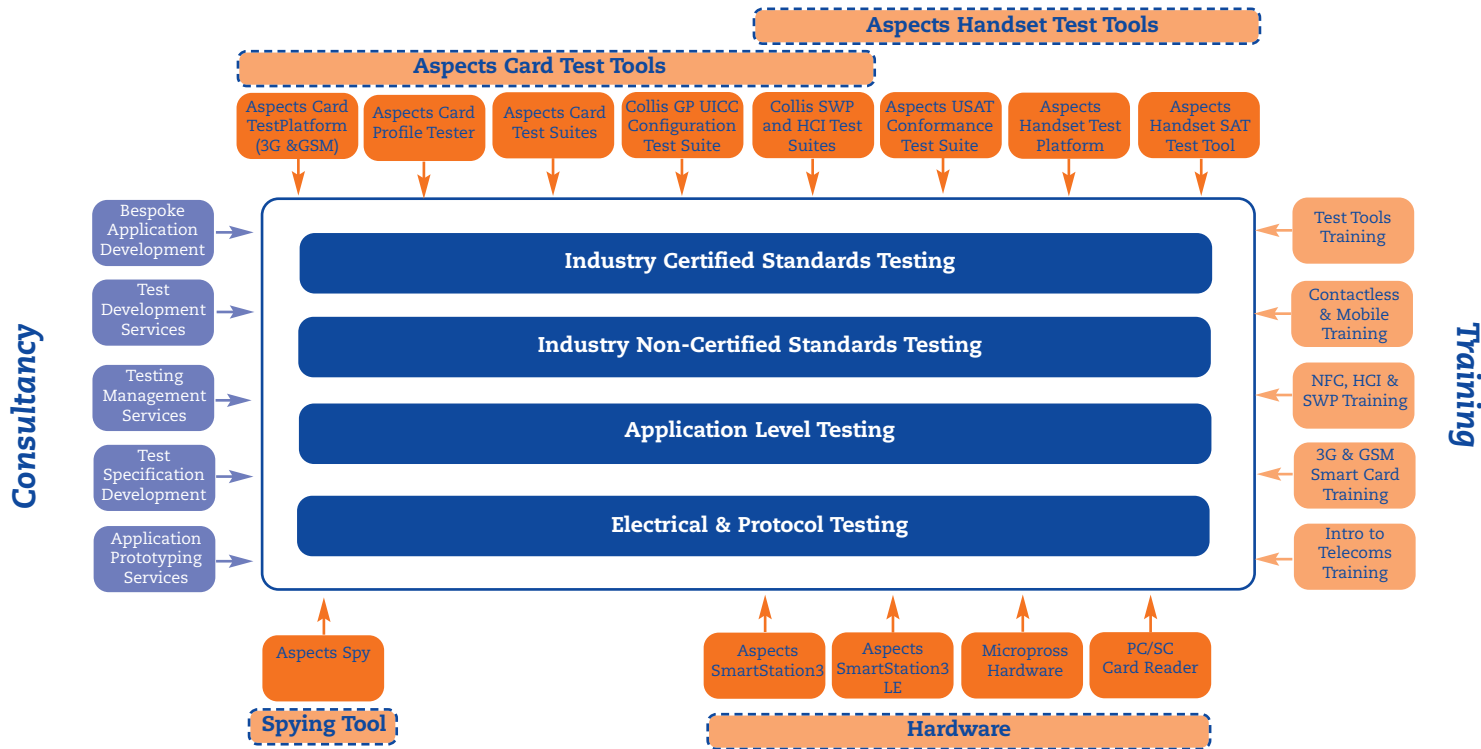 Aspects Handset Test Tools
Aspects Card Test Tools
Aspects Card
TestPlatform
(3G &GSM)
Aspects Card
Profile Tester
Aspects Card
Test Suites
Collis GP UICC
Configuration
Test Suite
Collis SWP
and HCI Test
Suites
Aspects USAT
Conformance
Test Suite
Aspects
Handset Test
Platform
Aspects
Handset SAT
Test Tool
Consultancy
Bespoke
Application
Development
Test
Development
Services
Testing
Management
Services
Test
Specification
Development
Application
Prototyping
Services
Industry Certified Standards Testing
Industry Non-Certified Standards Testing
Application Level Testing
Electrical & Protocol Testing
Test Tools
Training
Contactless
& Mobile
Training
NFC, HCI &
SWP Training
3G & GSM
Smart Card
Training
Intro to
Telecoms
Training
Training
Aspects Spy
Spying Tool
Aspects
SmartStation3
Aspects
SmartStation3
LE
Micropross
Hardware
PC/SC
Card Reader
Hardware